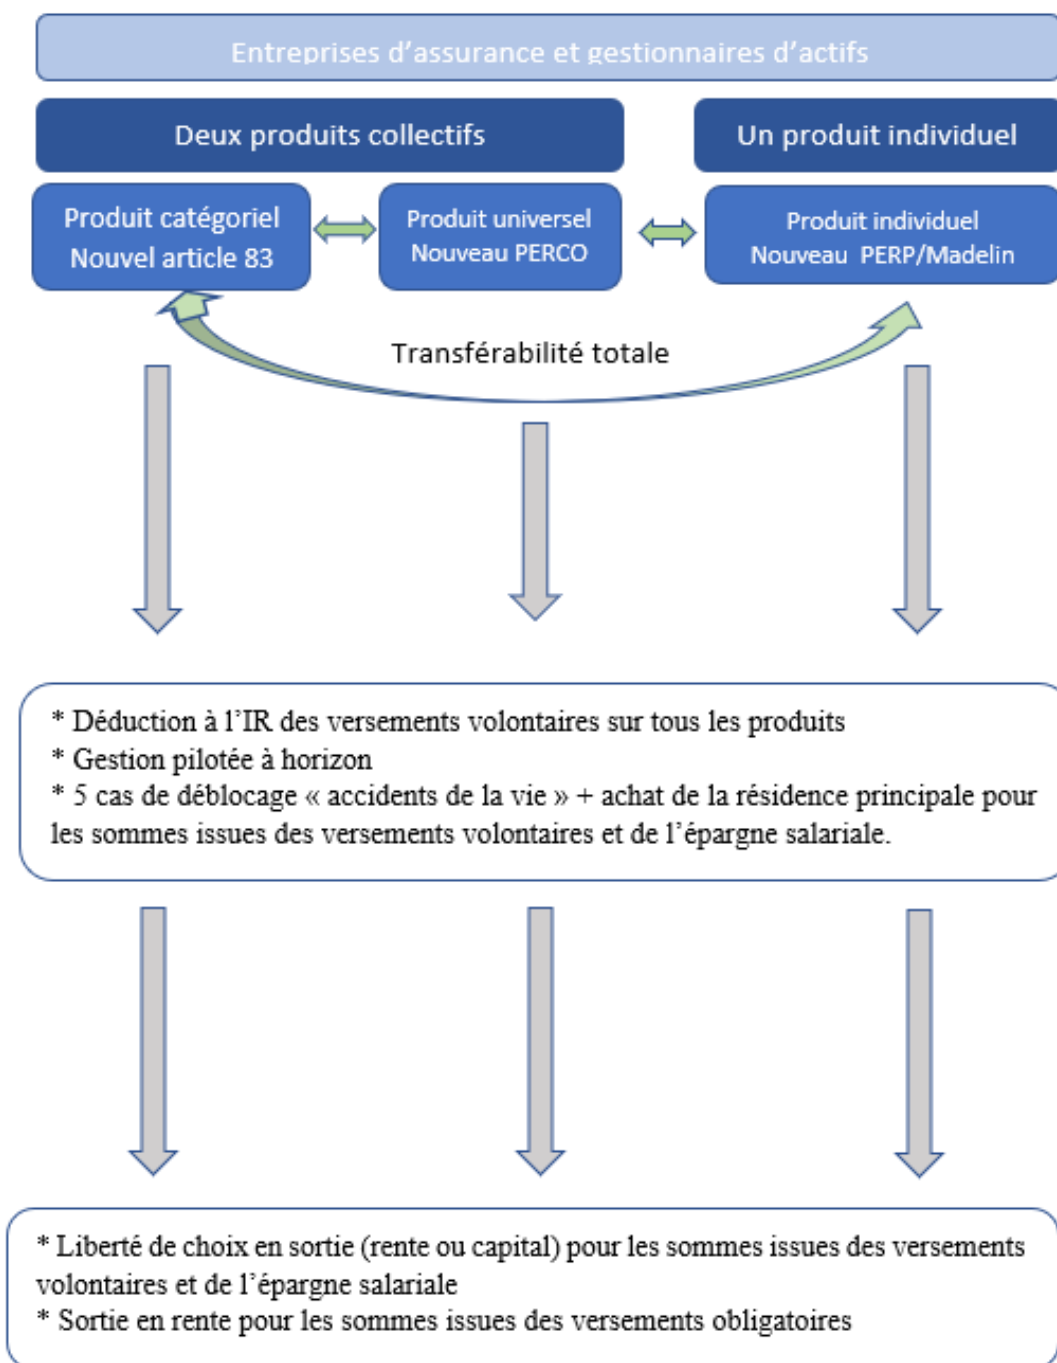 Entreprises d’assurance et gestionnaires d’actifs
Deux produits collectifs
Un produit individuel
Produit catégoriel
Nouvel article 83
Produit universel
Nouveau PERCO
Produit individuel
Nouveau PERP/Madelin
Transférabilité totale
* Déduction à l’IR des versements volontaires sur tous les produits
* Gestion pilotée à horizon
* 5 cas de déblocage « accidents de la vie » + achat de la résidence principale pour
les sommes issues des versements volontaires et de l’épargne salariale.
* Liberté de choix en sortie (rente ou capital) pour les sommes issues des versements
volontaires et de l’épargne salariale
* Sortie en rente pour les sommes issues des versements obligatoires